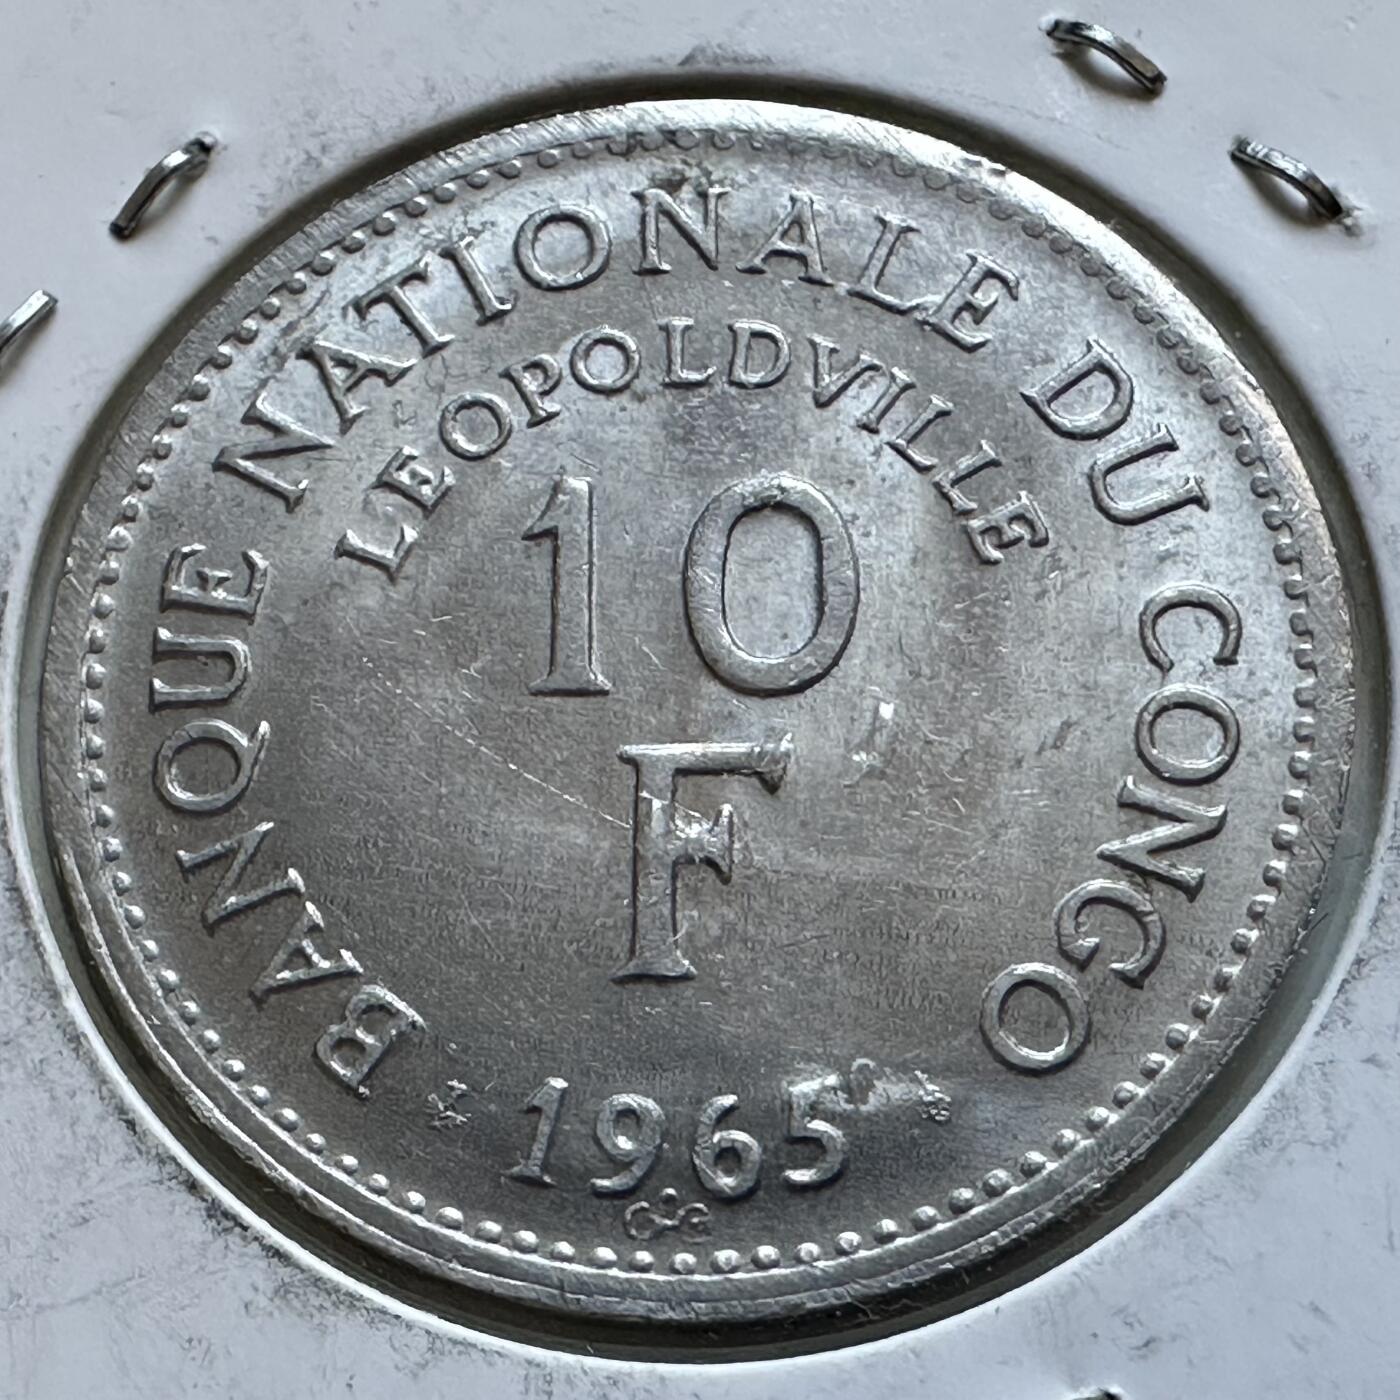 BANQUE NATIONALE DU CONGO
LEOPOLDVILLE
10
F
1965